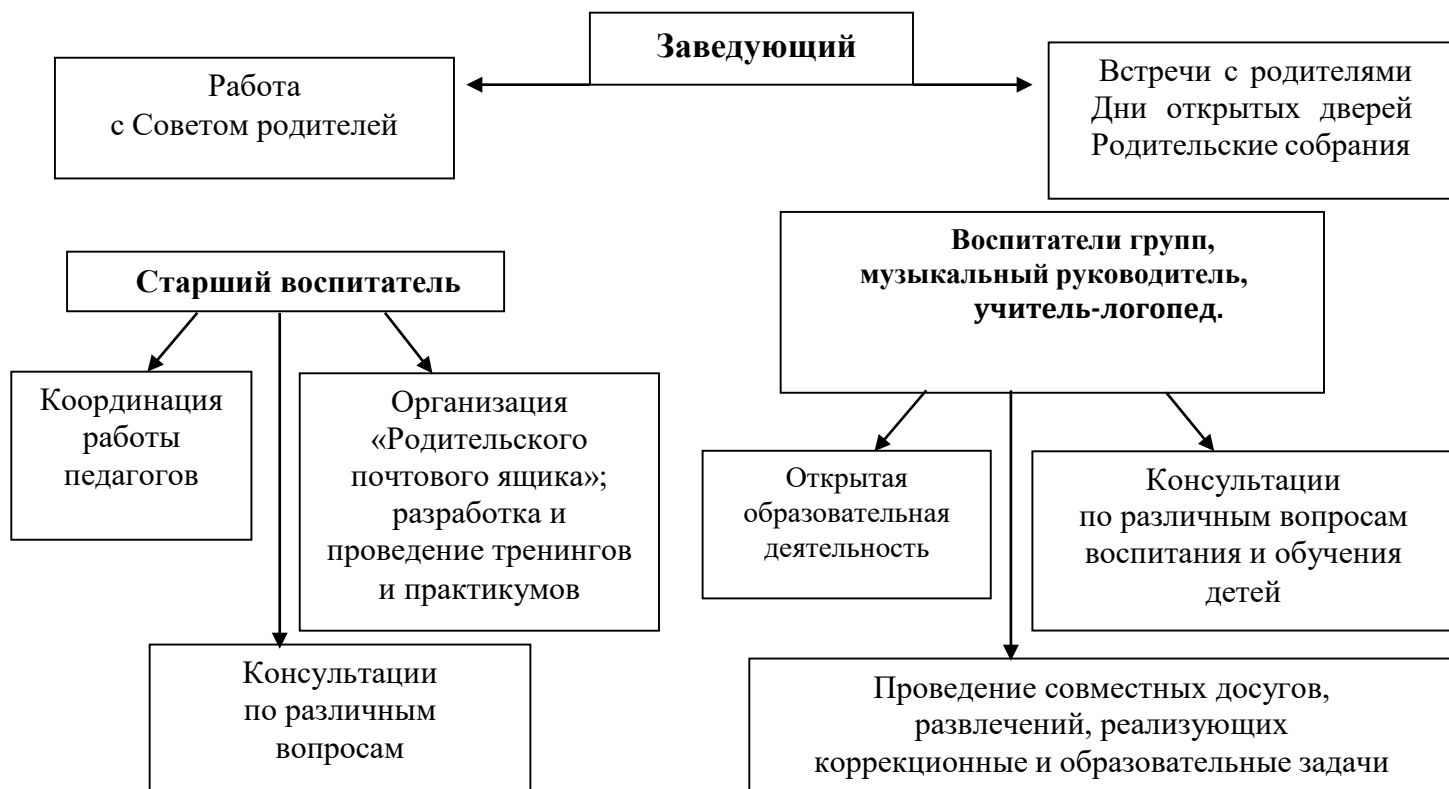 Заведующий
Работа
с Советом родителей
Встречи с родителями
Дни открытых дверей
Родительские собрания
Старший воспитатель
Воспитатели групп,
музыкальный руководитель,
учитель-логопед.
Координация
работы
педагогов
Организация
«Родительского
почтового ящика»;
разработка и
проведение тренингов
и практикумов
Консультации
по различным
вопросам
Открытая
образовательная
деятельность
Консультации
по различным вопросам
воспитания и обучения
детей
Проведение совместных досугов,
развлечений, реализующих
коррекционные и образовательные задачи